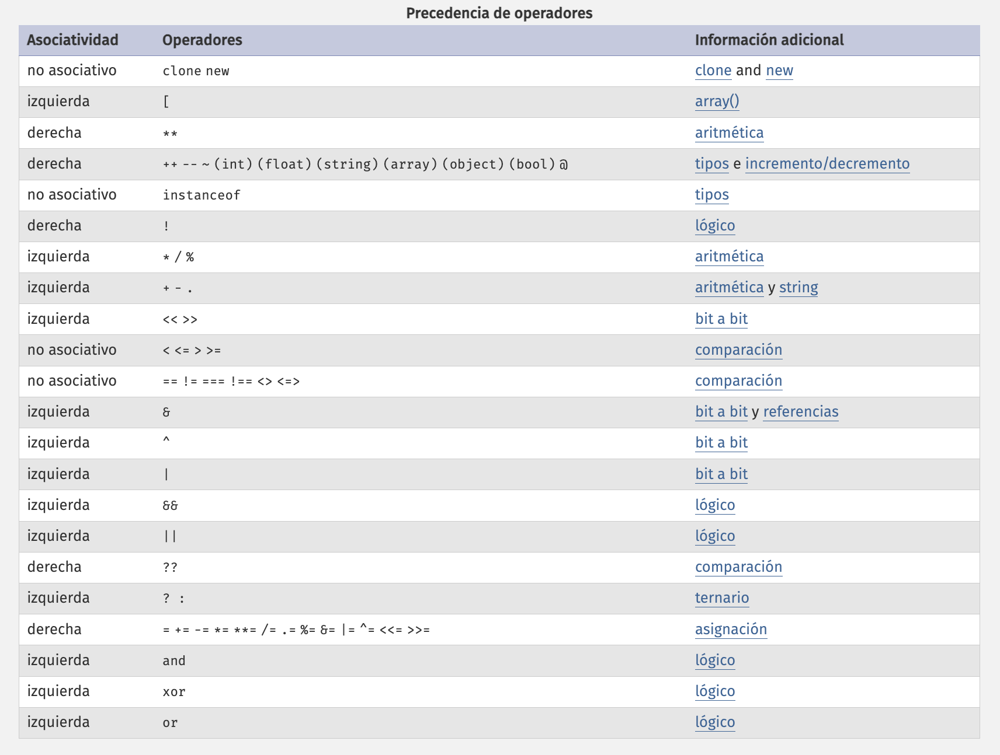 Precedencia de operadores
Asociatividad Operadores Información adicional
no asociativo clone new clone and new
izquierda [ array()
derecha ** aritmética
derecha ++ -- ~ (int) (float) (string) (array) (object) (bool) @ tipos e incremento/decremento
no asociativo instanceof tipos
derecha ! lógico
izquierda * / % aritmética
izquierda + - . aritmética y string
izquierda << >> bit a bit
no asociativo < <= > >= comparación
no asociativo == != === !== <> <=> comparación
izquierda & bit a bit y referencias
izquierda ^ bit a bit
izquierda | bit a bit
izquierda && lógico
izquierda || lógico
derecha ?? comparación
izquierda ? : ternario
derecha = += -= *= **= /= .= %= &= |= ^= <<= >>= asignación
izquierda and lógico
izquierda xor lógico
izquierda or lógico